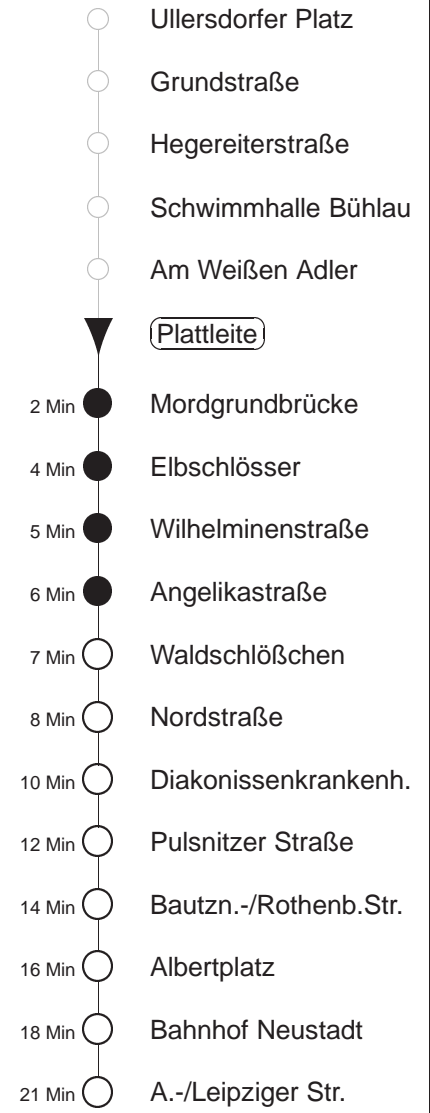 Ullersdorfer Platz
Grundstraße
Hegereiterstraße
Schwimmhalle Bühlau
Am Weißen Adler
Plattleite
2 Min Mordgrundbrücke
4 Min Elbschlösser
5 Min Wilhelminenstraße
6 Min Angelikastraße
7 Min Waldschlößchen
8 Min Nordstraße
10 Min Diakonissenkrankenh.
12 Min Pulsnitzer Straße
14 Min Bautzn.-/Rothenb.Str.
16 Min Albertplatz
18 Min Bahnhof Neustadt
21 Min A.-/Leipziger Str.